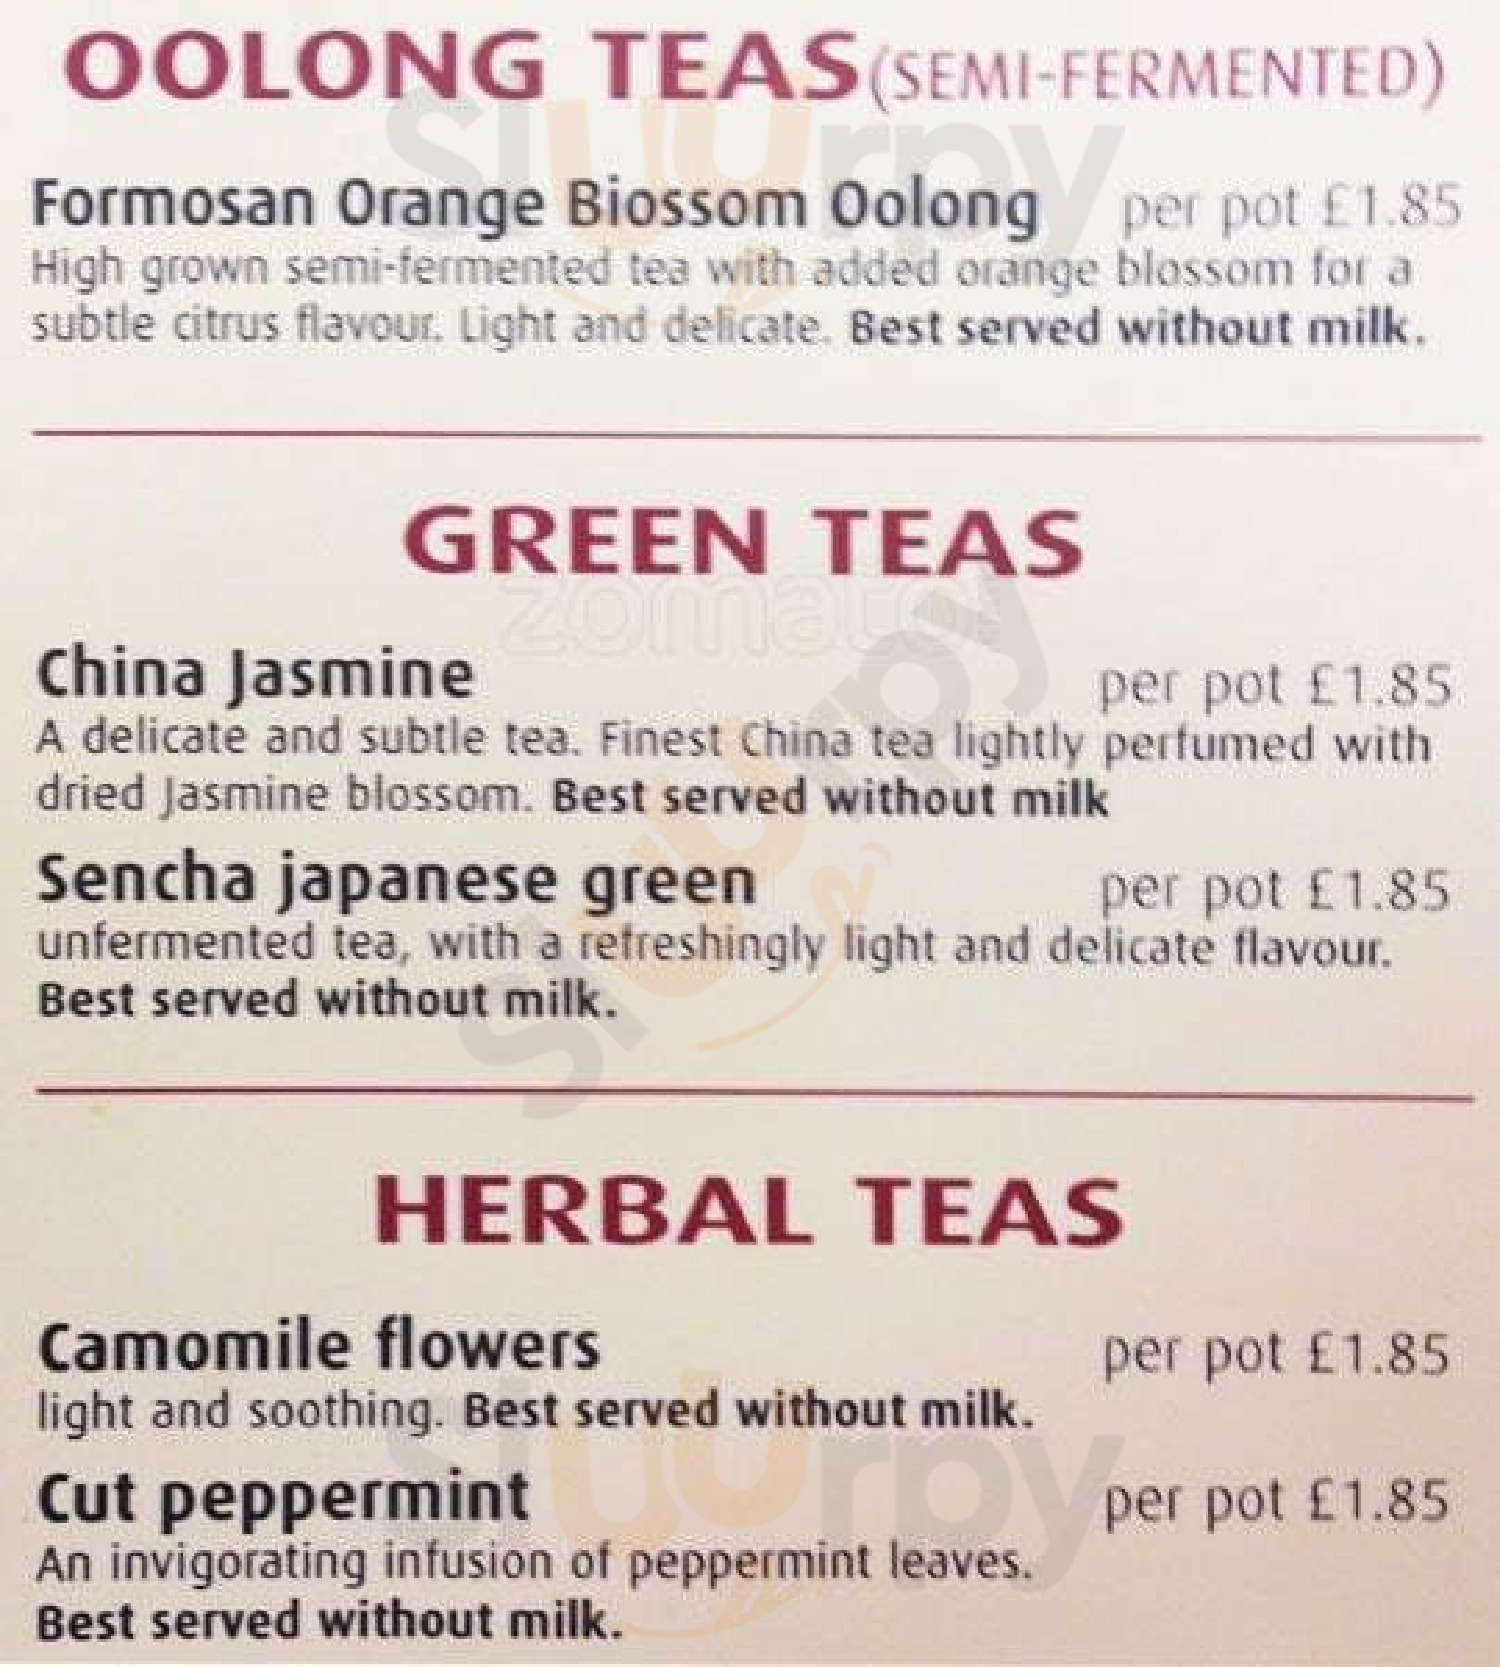 OOLONG TEAS (SEMI-FERMENTED)
Formosan Orange Biossom Oolong per pot £1.85
High grown semi-fermented tea with added orange blossom for a
subtle citrus flavour. Light and delicate. Best served without milk.
GREEN TEAS
zomato
China Jasmine per pot £1.85
A delicate and subtle tea. Finest China tea lightly perfumed with
dried Jasmine blossom. Best served without milk
Sencha japanese green per pot £1.85
unfermented tea, with a refreshingly light and delicate flavour.
Best served without milk.
HERBAL TEAS
Camomile flowers per pot £1.85
light and soothing. Best served without milk.
Cut peppermint per pot £1.85
An invigorating infusion of peppermint leaves.
Best served without milk.
sluurpy
sluurpy
sluurpy